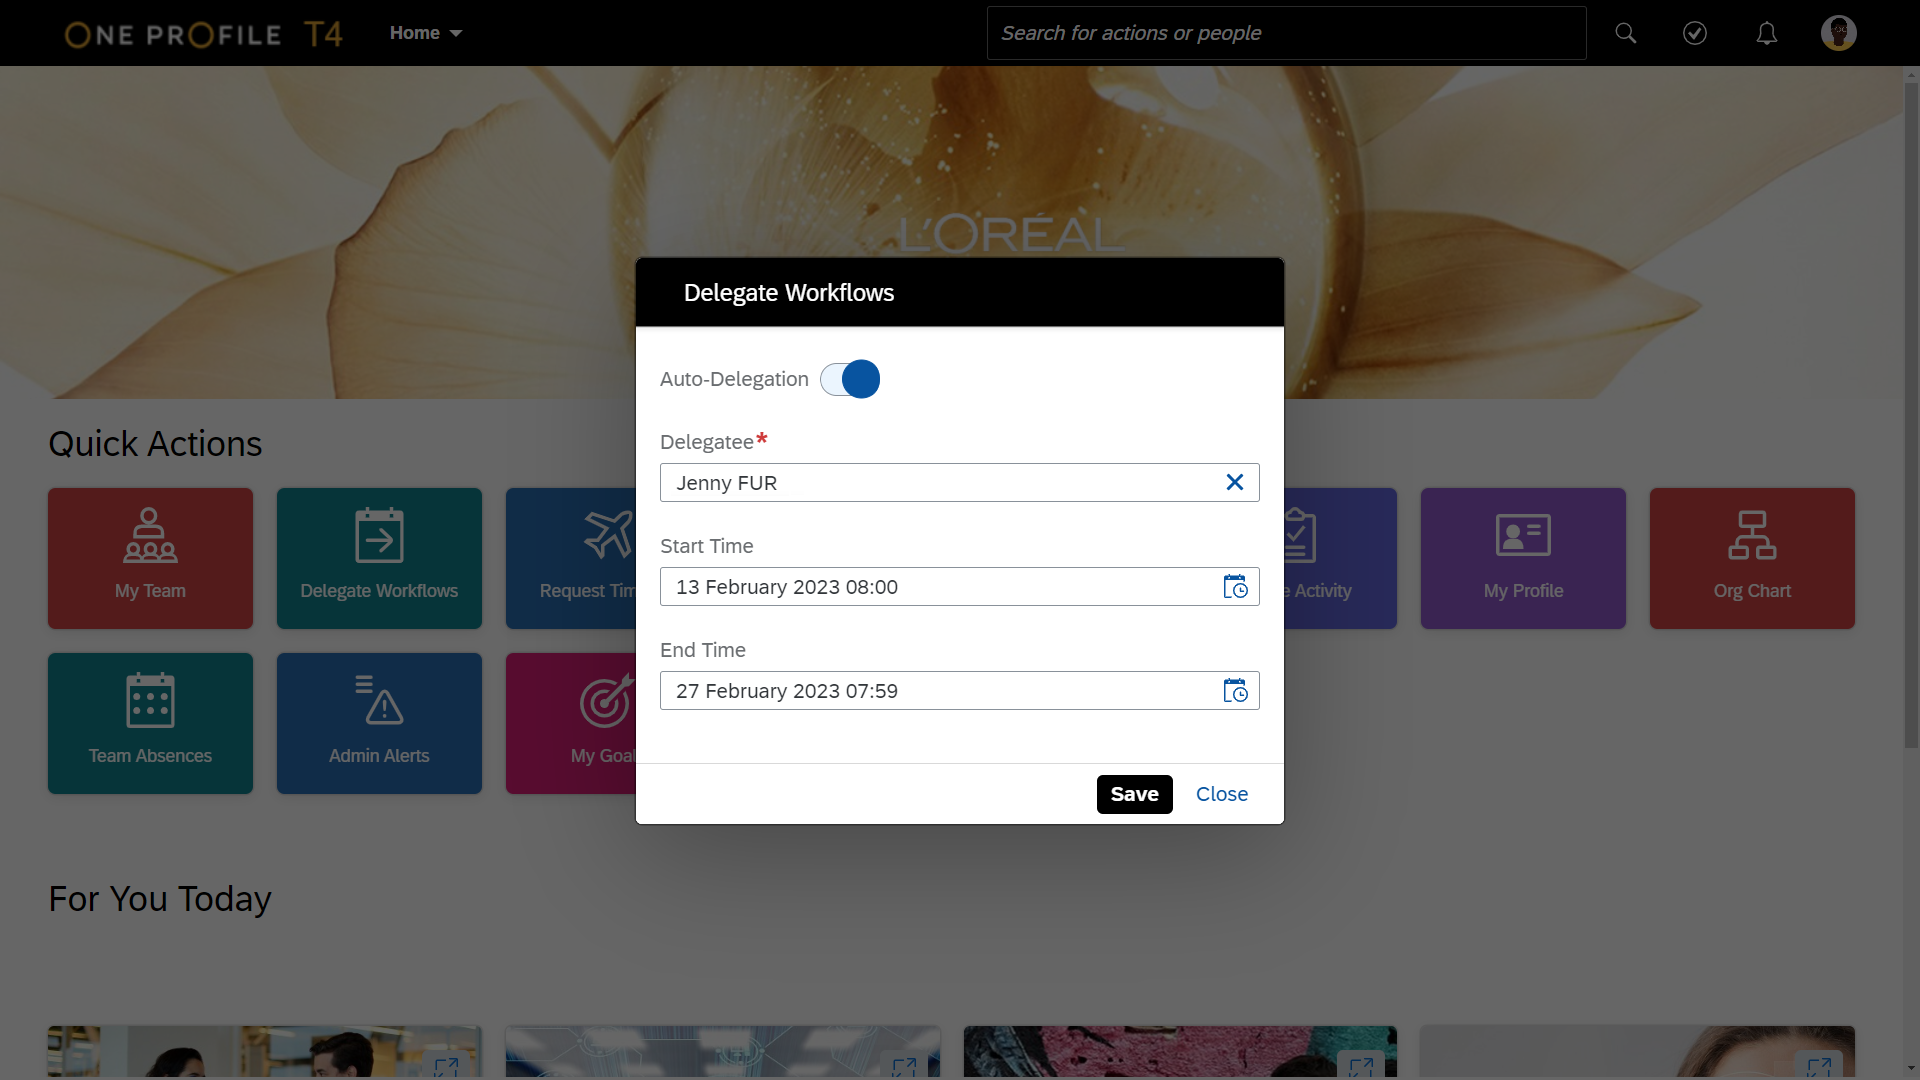 ONE PROFILE T4
Home
Search for actions or people
L'ORÉAL
Delegate Workflows
Auto-Delegation
Delegatee*
Jenny FUR
Start Time
13 February 2023 08:00
End Time
27 February 2023 07:59
Save
Close
Quick Actions
My Team
Delegate Workflows
Request Tim
e Activity
My Profile
Org Chart
Team Absences
Admin Alerts
My Goal
For You Today